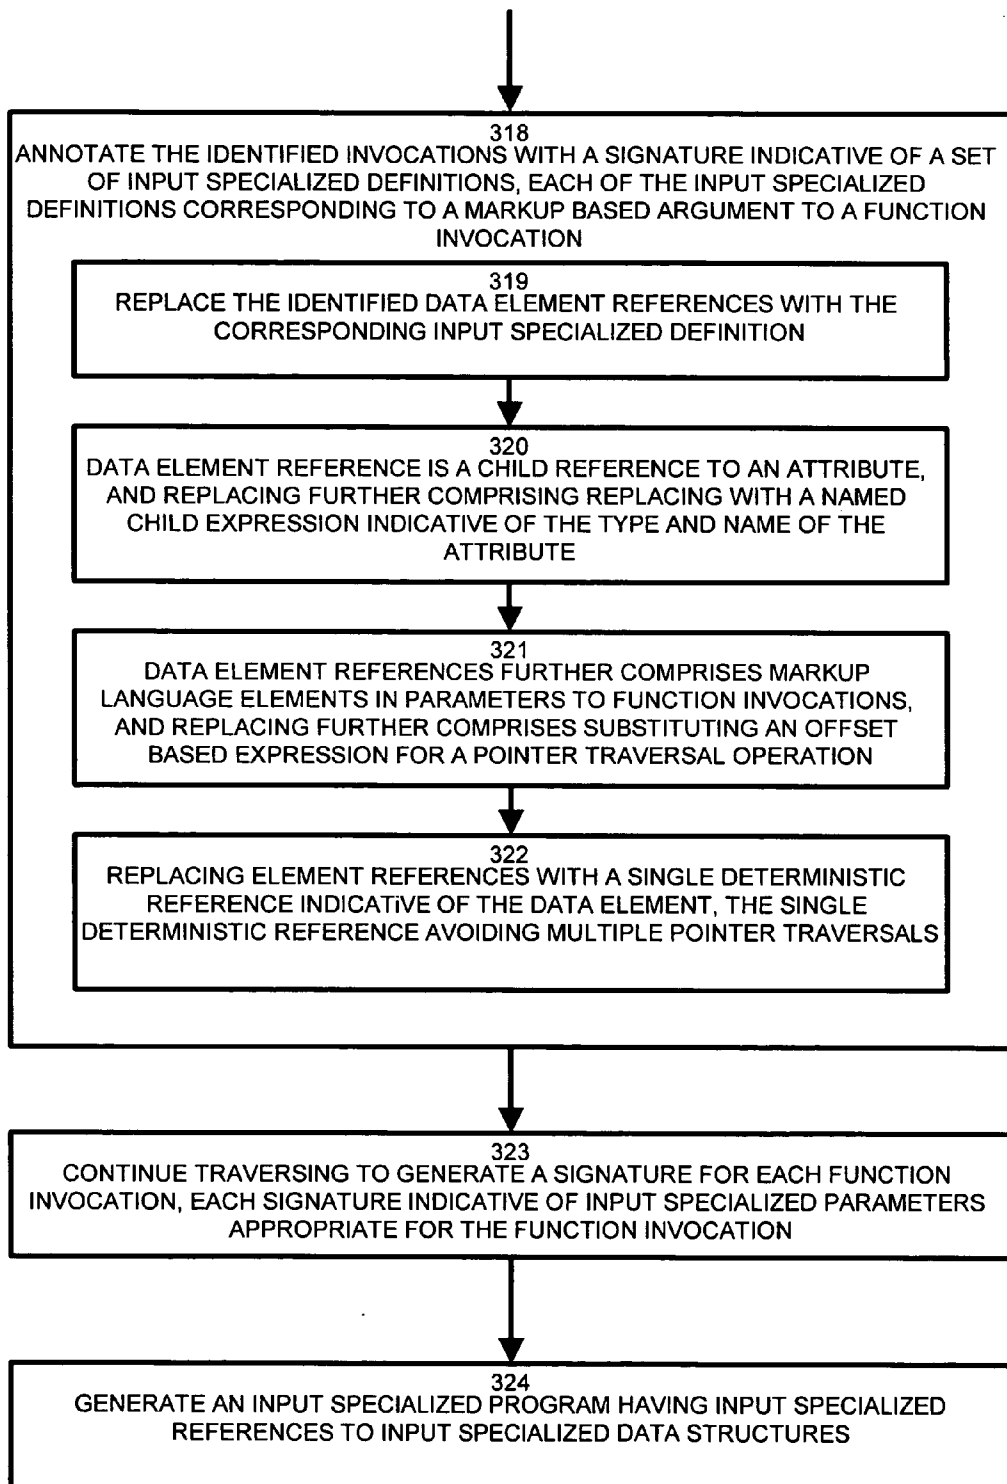 318
ANNOTATE THE IDENTIFIED INVOCATIONS WITH A SIGNATURE INDICATIVE OF A SET
OF INPUT SPECIALIZED DEFINITIONS, EACH OF THE INPUT SPECIALIZED
DEFINITIONS CORRESPONDING TO A MARKUP BASED ARGUMENT TO A FUNCTION
INVOCATION
319
REPLACE THE IDENTIFIED DATA ELEMENT REFERENCES WITH THE
CORRESPONDING INPUT SPECIALIZED DEFINITION
320
DATA ELEMENT REFERENCE IS A CHILD REFERENCE TO AN ATTRIBUTE,
AND REPLACING FURTHER COMPRISING REPLACING WITH A NAMED
CHILD EXPRESSION INDICATIVE OF THE TYPE AND NAME OF THE
ATTRIBUTE
321
DATA ELEMENT REFERENCES FURTHER COMPRISES MARKUP
LANGUAGE ELEMENTS IN PARAMETERS TO FUNCTION INVOCATIONS,
AND REPLACING FURTHER COMPRISES SUBSTITUTING AN OFFSET
BASED EXPRESSION FOR A POINTER TRAVERSAL OPERATION
322
REPLACING ELEMENT REFERENCES WITH A SINGLE DETERMINISTIC
REFERENCE INDICATIVE OF THE DATA ELEMENT, THE SINGLE
DETERMINISTIC REFERENCE AVOIDING MULTIPLE POINTER TRAVERSALS
323
CONTINUE TRAVERSING TO GENERATE A SIGNATURE FOR EACH FUNCTION
INVOCATION, EACH SIGNATURE INDICATIVE OF INPUT SPECIALIZED PARAMETERS
APPROPRIATE FOR THE FUNCTION INVOCATION
324
GENERATE AN INPUT SPECIALIZED PROGRAM HAVING INPUT SPECIALIZED
REFERENCES TO INPUT SPECIALIZED DATA STRUCTURES